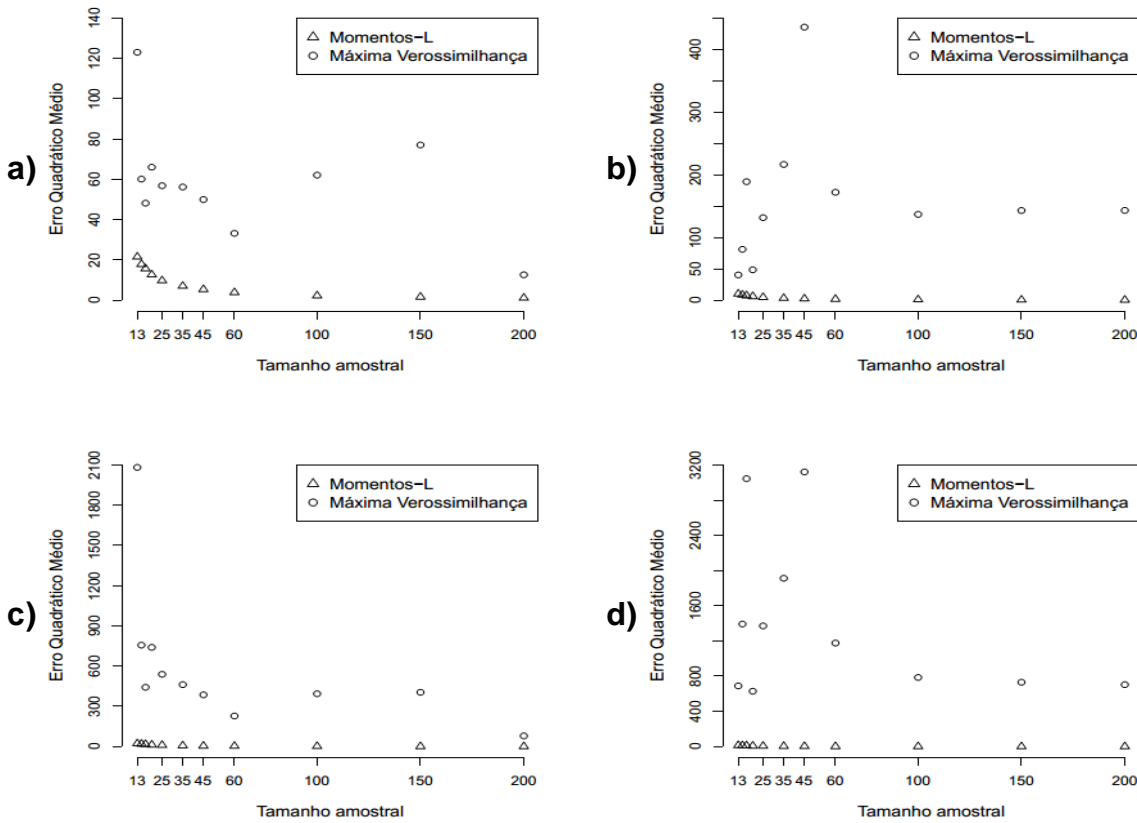 a)
Erro Quadrático Médio
0 20 40 60 80 100 120 140
Momentos−L
Máxima Verossimilhança
13 25 35 45 60 100 150 200
Tamanho amostral
b)
Erro Quadrático Médio
0 50 100 200 300 400
Momentos−L
Máxima Verossimilhança
13 25 35 45 60 100 150 200
Tamanho amostral
c)
Erro Quadrático Médio
0 300 600 900 1200 1500 1800 2100
Momentos−L
Máxima Verossimilhança
13 25 35 45 60 100 150 200
Tamanho amostral
d)
Erro Quadrático Médio
0 400 800 1600 2400 3200
Momentos−L
Máxima Verossimilhança
13 25 35 45 60 100 150 200
Tamanho amostral